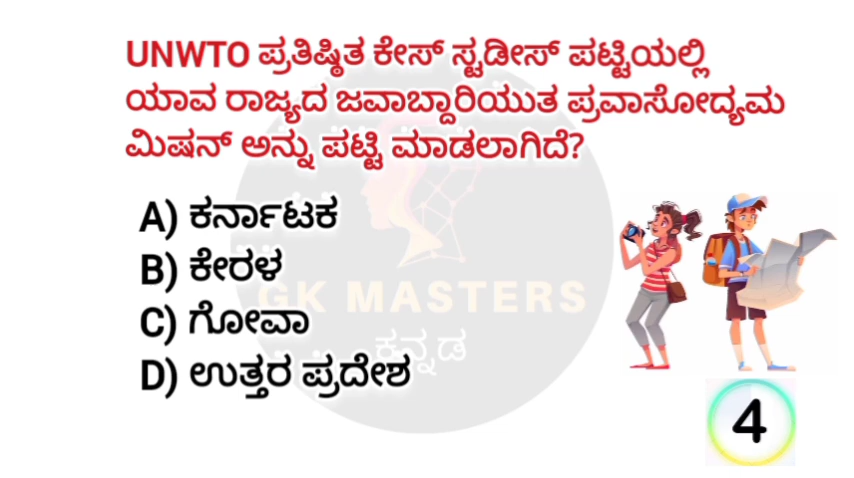 UNWTO ಪ್ರತಿಷ್ಠಿತ ಕೇಸ್ ಸ್ಟಡೀಸ್ ಪಟ್ಟಿಯಲ್ಲಿ
ಯಾವ ರಾಜ್ಯದ ಜವಾಬ್ದಾರಿಯುತ ಪ್ರವಾಸೋದ್ಯಮ
ಮಿಷನ್ ಅನ್ನು ಪಟ್ಟಿ ಮಾಡಲಾಗಿದೆ?
A) ಕರ್ನಾಟಕ
B) ಕೇರಳ
GK MASTERS
C) ಗೋವಾ
ಕನ್ನಡ
D) ಉತ್ತರ ಪ್ರದೇಶ
4